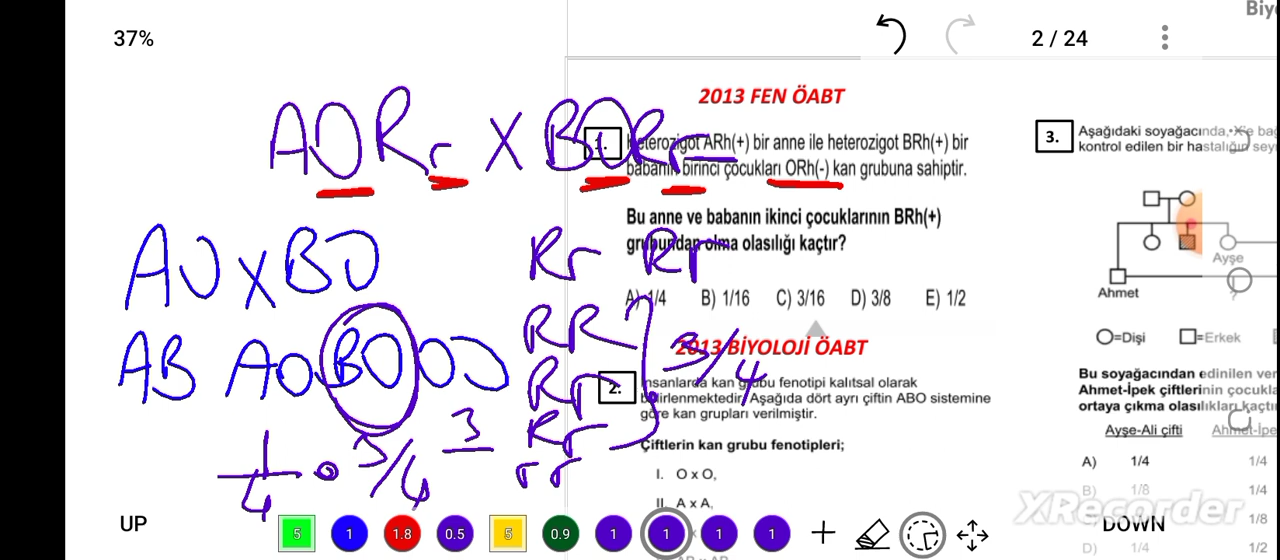 37%
2 / 24
Biy
AORr X BORr
2013 FEN ÖABT
1. Heterozigot ARh(+) bir anne ile heterozigot BRh(+) bir
babanın birinci çocukları ORh(-) kan grubuna sahiptir.
Bu anne ve babanın ikinci çocuklarının BRh(+)
grubundan olma olasılığı kaçtır?
A) 1/4 B) 1/16 C) 3/16 D) 3/8 E) 1/2
AO X BO
AB AO BO OO
1/4 . 3/4 3
Rr Rr
RR
Rr
Rr
rr
3/4
2013 BİYOLOJİ ÖABT
2. İnsanlarda kan grubu fenotipi kalıtsal olarak
belirlenmektedir. Aşağıda dört ayrı çiftin ABO sistemine
göre kan grupları verilmiştir.
Çiftlerin kan grubu fenotipleri;
I. O x O,
II. A x A,
3. Aşağıdaki soyağacında, X'e bağ
kontrol edilen bir hastalığın sey
Ayşe
Ahmet
?
=Dişi =Erkek
Bu soyağacından edinilen ver
Ahmet-İpek çiftlerinin çocukla
ortaya çıkma olasılıkları kaçtı
Ayşe-Ali çifti Ahmet-İpe
A) 1/4 1/4
B) 1/8 1/4
1/8
D) 1/4 1/2
XRecorder
UP
5 1 1.8 0.5 5 0.9 1 1 1 1
DOWN